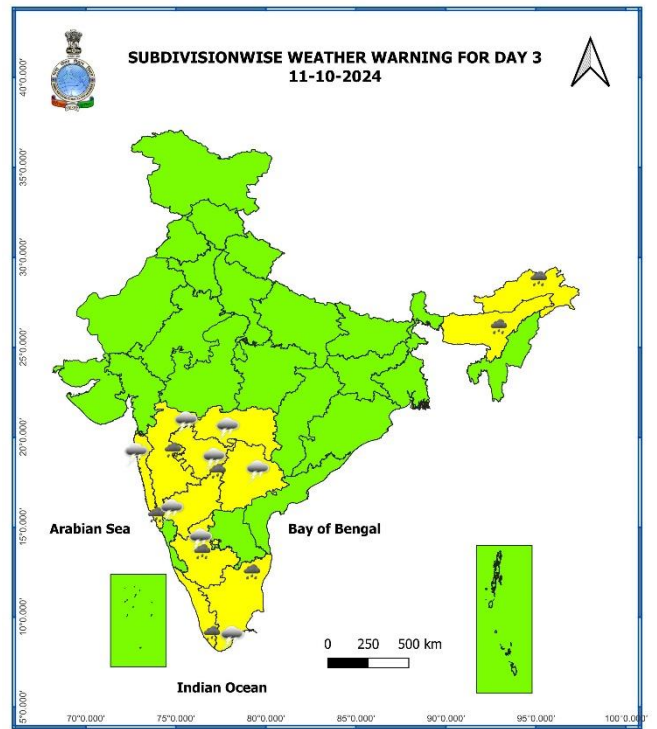 SUBDIVISIONWISE WEATHER WARNING FOR DAY 3
11-10-2024
40°0.000'
35°0.000'
30°0.000'
25°0.000'
20°0.000'
15°0.000'
10°0.000'
5°0.000'
Arabian Sea
Bay of Bengal
0 250 500 km
Indian Ocean
70°0.000' 75°0.000' 80°0.000' 85°0.000' 90°0.000' 95°0.000' 100°0.000'